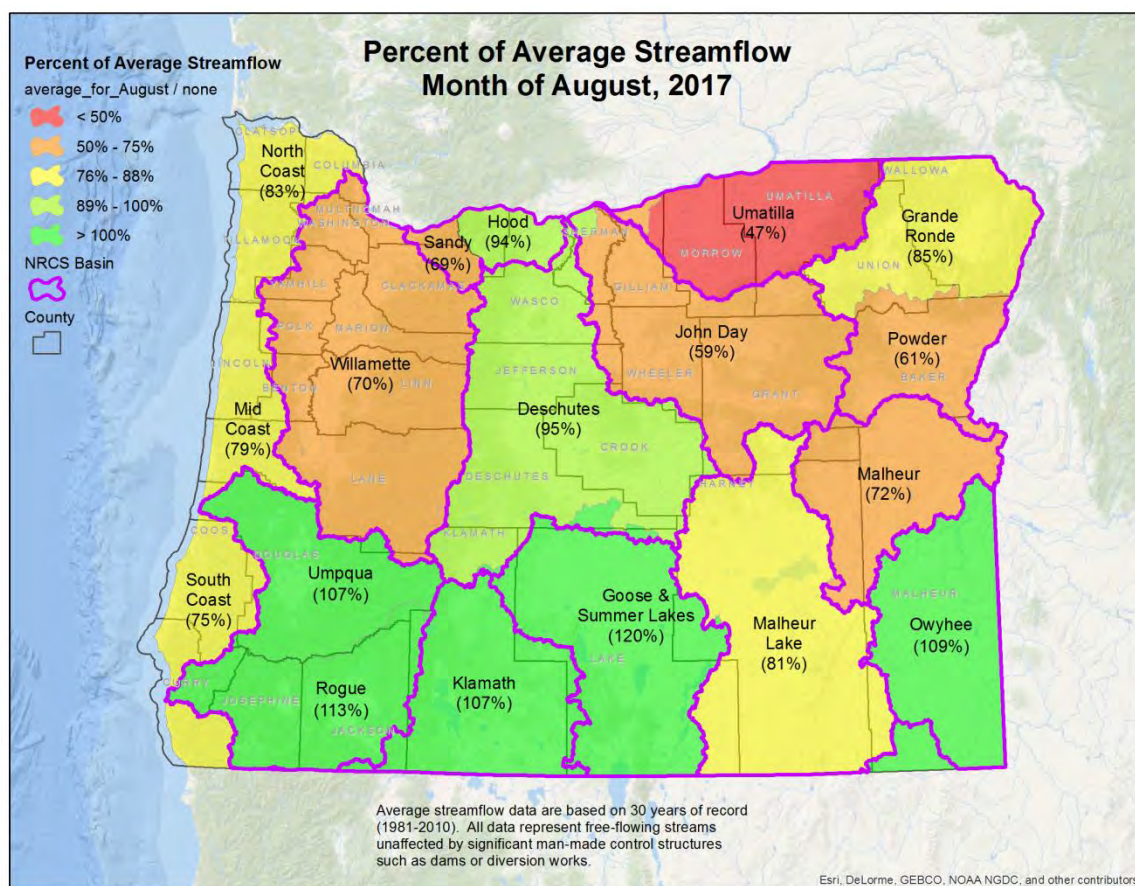 Percent of Average Streamflow
Month of August, 2017
Percent of Average Streamflow
average_for_August / none
< 50%
50% - 75%
76% - 88%
89% - 100%
> 100%
NRCS Basin
County
CLATSOP
North
Coast
(83%)
COLUMBIA
MULTNOMAH
WASHINGTON
TILLAMOOK
YAMHILL
CLACKAMAS
Sandy
(69%)
Hood
(94%)
SHERMAN
WASCO
GILLIAM
MORROW
UMATILLA
Umatilla
(47%)
WALLOWA
Grande
Ronde
(85%)
UNION
POLK
MARION
LINCOLN
BENTON
LINN
Willamette
(70%)
JEFFERSON
WHEELER
John Day
(59%)
GRANT
Powder
(61%)
BAKER
Mid
Coast
(79%)
LANE
Deschutes
(95%)
CROOK
DESCHUTES
HARNEY
Malheur
(72%)
COOS
DOUGLAS
KLAMATH
South
Coast
(75%)
Umpqua
(107%)
Goose &
Summer Lakes
(120%)
LAKE
Malheur
Lake
(81%)
MALHEUR
Owyhee
(109%)
CURRY
JOSEPHINE
Rogue
(113%)
JACKSON
Klamath
(107%)
Average streamflow data are based on 30 years of record
(1981-2010). All data represent free-flowing streams
unaffected by significant man-made control structures
such as dams or diversion works.
Esri, DeLorme, GEBCO, NOAA NGDC, and other contributors